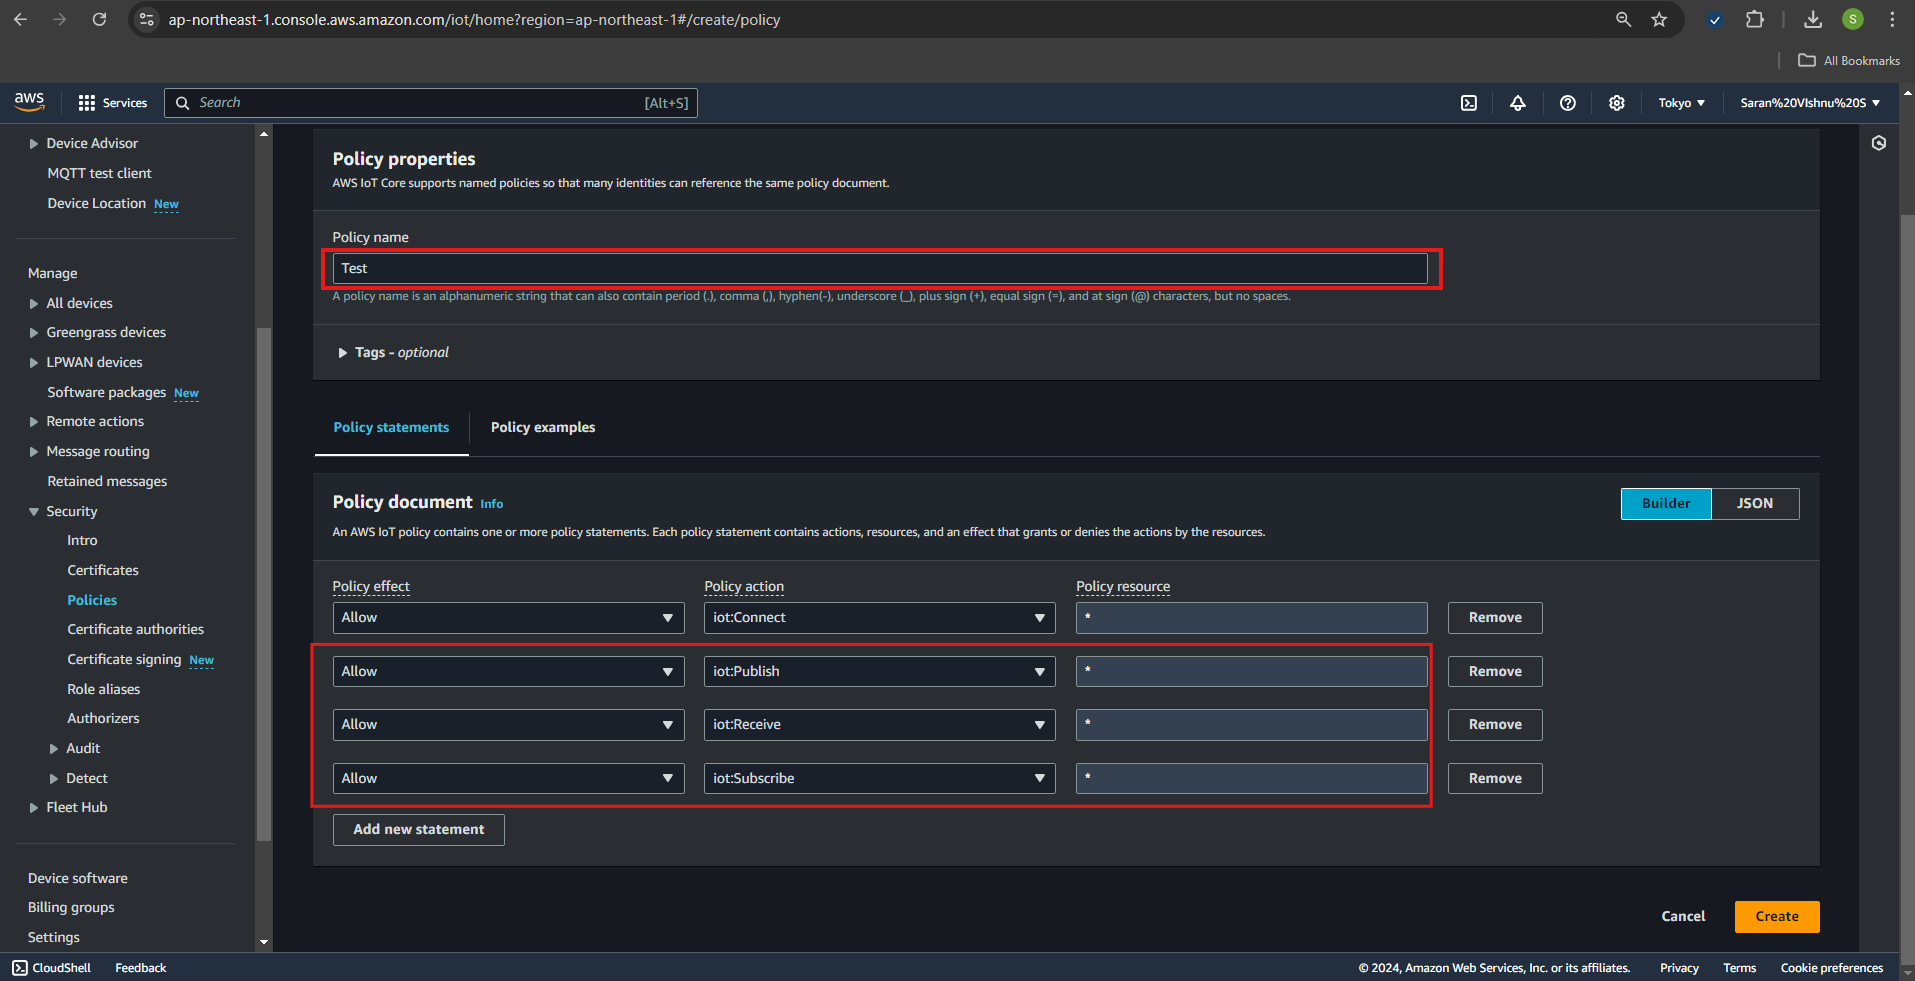 ap-northeast-1.console.aws.amazon.com/iot/home?region=ap-northeast-1#/create/policy
S
All Bookmarks
aws
Services
Search
[Alt+S]
Tokyo
Saran%20VIshnu%20S
Device Advisor
MQTT test client
Device Location New
Manage
All devices
Greengrass devices
LPWAN devices
Software packages New
Remote actions
Message routing
Retained messages
Security
Intro
Certificates
Policies
Certificate authorities
Certificate signing New
Role aliases
Authorizers
Audit
Detect
Fleet Hub
Device software
Billing groups
Settings
Policy properties
AWS IoT Core supports named policies so that many identities can reference the same policy document.
Policy name
Test
A policy name is an alphanumeric string that can also contain period (.), comma (,), hyphen(-), underscore (_), plus sign (+), equal sign (=), and at sign (@) characters, but no spaces.
Tags - optional
Policy statements
Policy examples
Policy document Info
Builder
JSON
An AWS IoT policy contains one or more policy statements. Each policy statement contains actions, resources, and an effect that grants or denies the actions by the resources.
Policy effect Policy action Policy resource
Allow iot:Connect * Remove
Allow iot:Publish * Remove
Allow iot:Receive * Remove
Allow iot:Subscribe * Remove
Add new statement
Cancel
Create
CloudShell
Feedback
© 2024, Amazon Web Services, Inc. or its affiliates.
Privacy
Terms
Cookie preferences